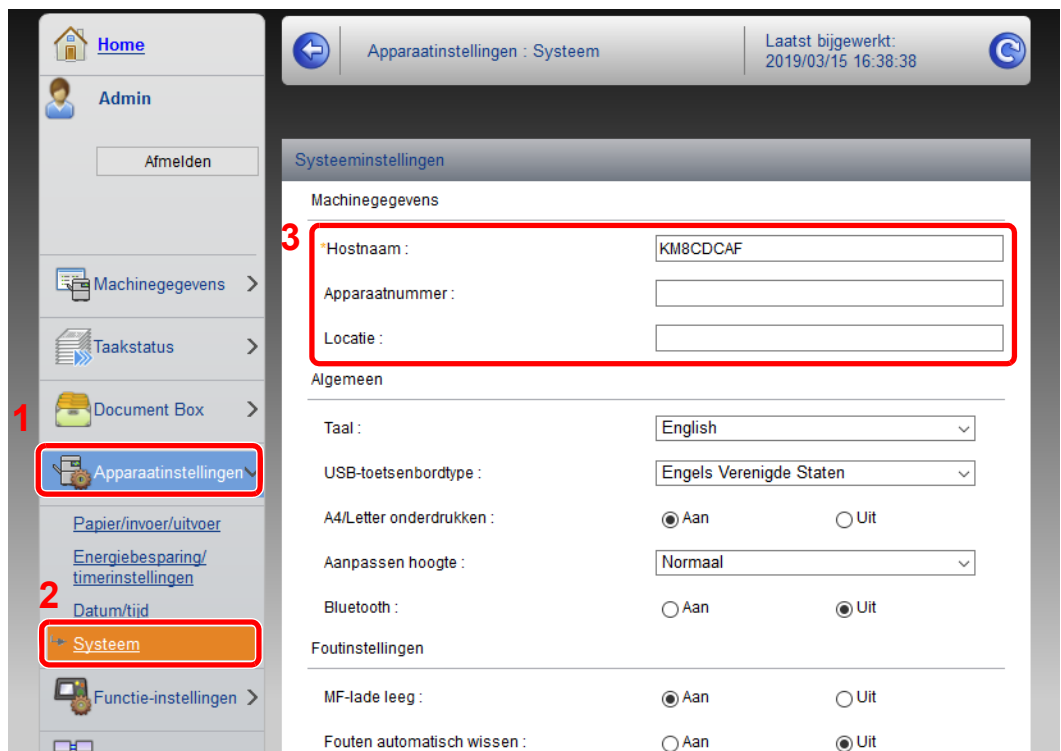 Home
Admin
Afmelden
Machinegegevens
Taakstatus
1
Document Box
Apparaatinstellingen
Papier/invoer/uitvoer
Energiebesparing/
timerinstellingen
2
Datum/tijd
Systeem
Functie-instellingen
Apparaatinstellingen : Systeem
Laatst bijgewerkt:
2019/03/15 16:38:38
Systeeminstellingen
Machinegegevens
3
*Hostnaam : KM8CDCAF
Apparaatnummer :
Locatie :
Algemeen
Taal : English
USB-toetsenbordtype : Engels Verenigde Staten
A4/Letter onderdrukken : Aan Uit
Aanpassen hoogte : Normaal
Bluetooth : Aan Uit
Foutinstellingen
MF-lade leeg : Aan Uit
Fouten automatisch wissen : Aan Uit